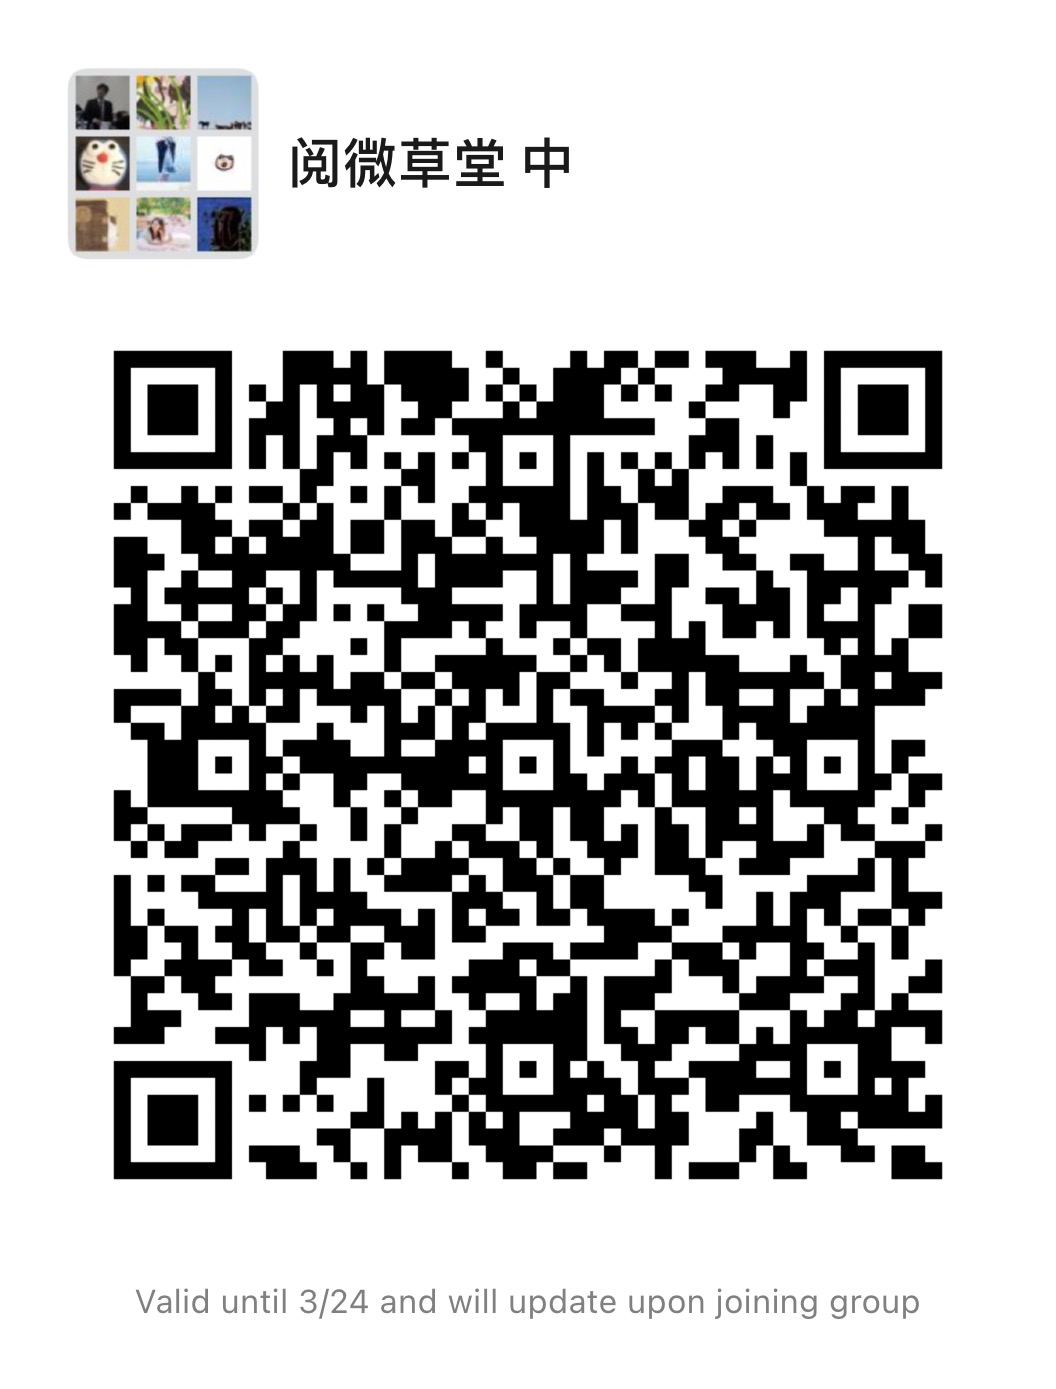 阅微草堂 中
Valid until 3/24 and will update upon joining group